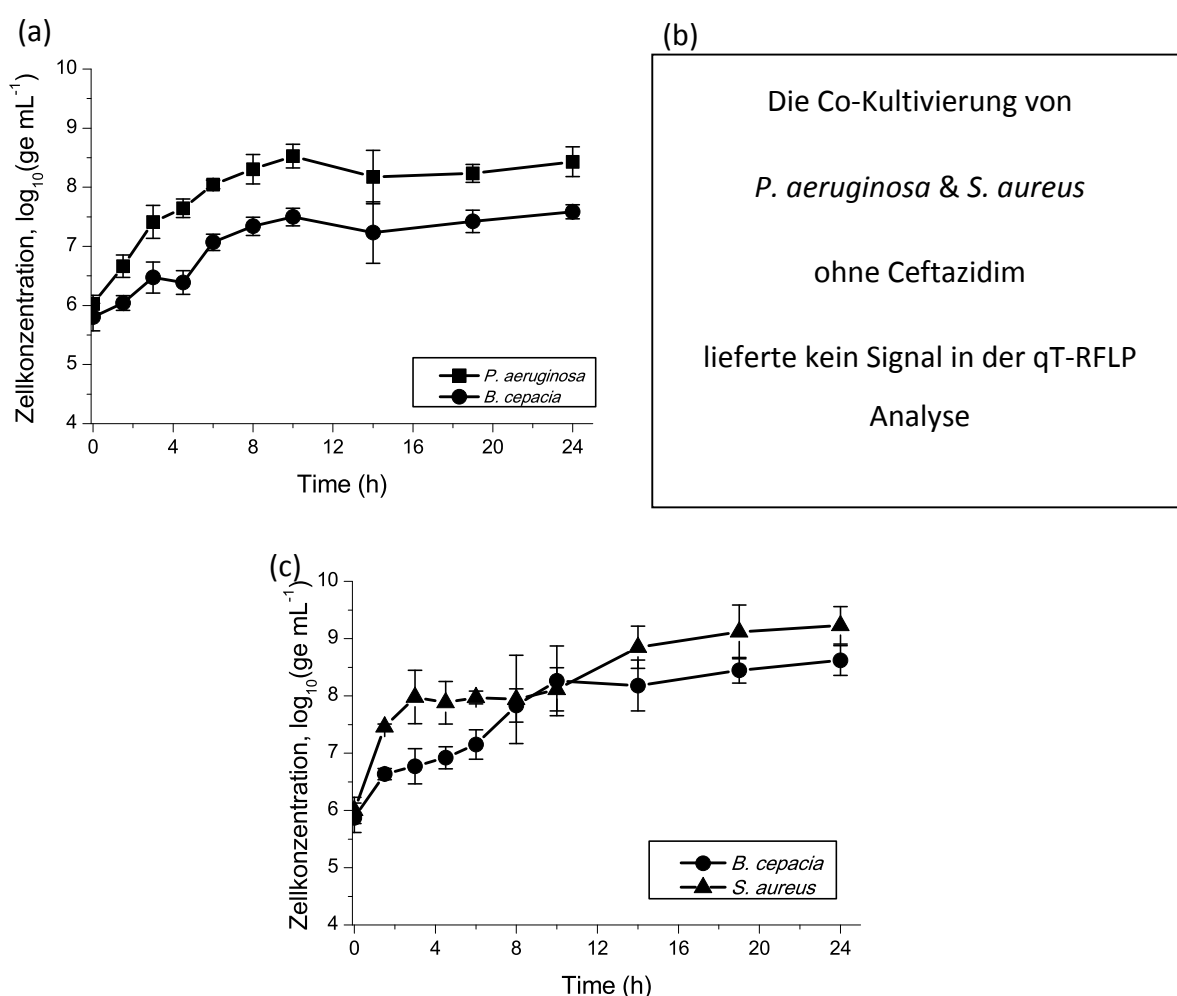 (a)
10
9
8
7
6
5
4
Zellkonzentration, log₁₀(ge mL⁻¹)
P. aeruginosa
B. cepacia
0 4 8 12 16 20 24
Time (h)
(b)
Die Co-Kultivierung von
P. aeruginosa & S. aureus
ohne Ceftazidim
lieferte kein Signal in der qT-RFLP
Analyse
(c)
10
9
8
7
6
5
4
Zellkonzentration, log₁₀(ge mL⁻¹)
B. cepacia
S. aureus
0 4 8 12 16 20 24
Time (h)